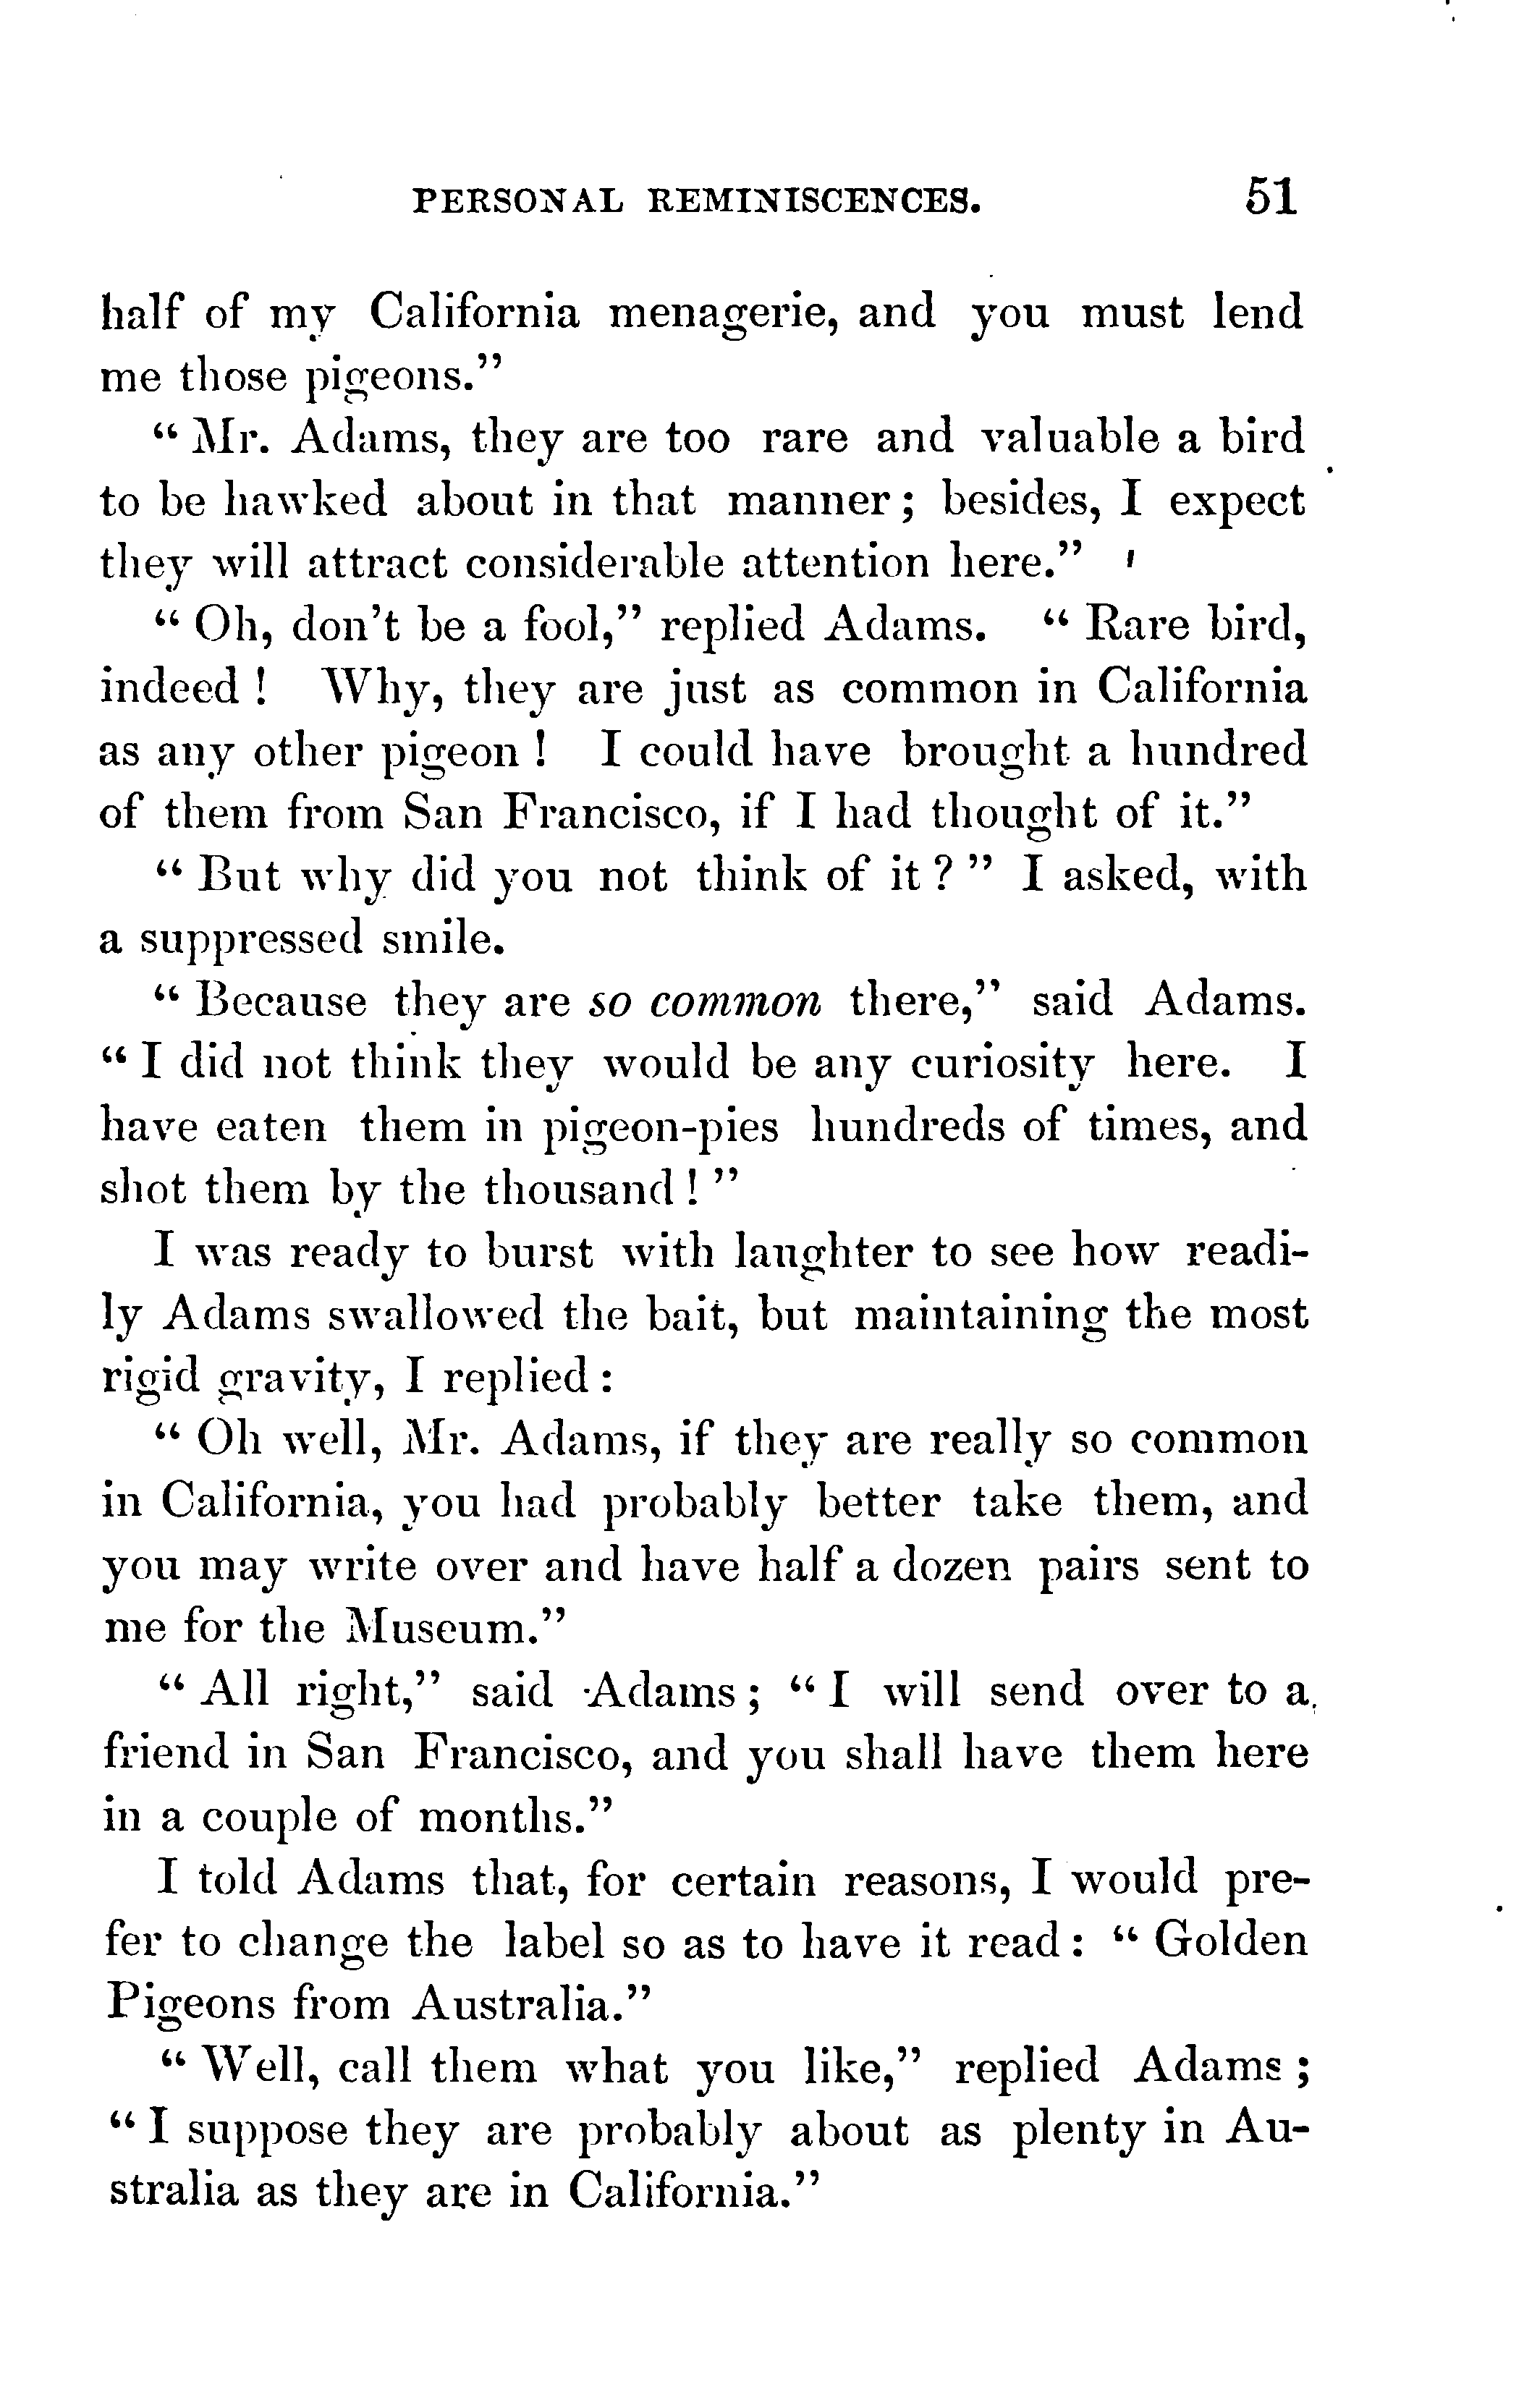 PERSONAL REMINISCENCES. 51
half of my California menagerie, and you must lend
me those pigeons."
" Mr. Adams, they are too rare and valuable a bird
to be hawked about in that manner ; besides, I expect
they will attract considerable attention here."
" Oh, don't be a fool," replied Adams. " Rare bird,
indeed ! Why, they are just as common in California
as any other pigeon ! I could have brought a hundred
of them from San Francisco, if I had thought of it."
" But why did you not think of it ? " I asked, with
a suppressed smile.
" Because they are so common there," said Adams.
" I did not think they would be any curiosity here. I
have eaten them in pigeon-pies hundreds of times, and
shot them by the thousand ! "
I was ready to burst with laughter to see how readi-
ly Adams swallowed the bait, but maintaining the most
rigid gravity, I replied :
" Oh well, Mr. Adams, if they are really so common
in California, you had probably better take them, and
you may write over and have half a dozen pairs sent to
me for the Museum."
" All right," said Adams ; " I will send over to a
friend in San Francisco, and you shall have them here
in a couple of months."
I told Adams that, for certain reasons, I would pre-
fer to change the label so as to have it read : " Golden
Pigeons from Australia."
" Well, call them what you like," replied Adams ;
" I suppose they are probably about as plenty in Au-
stralia as they are in California."